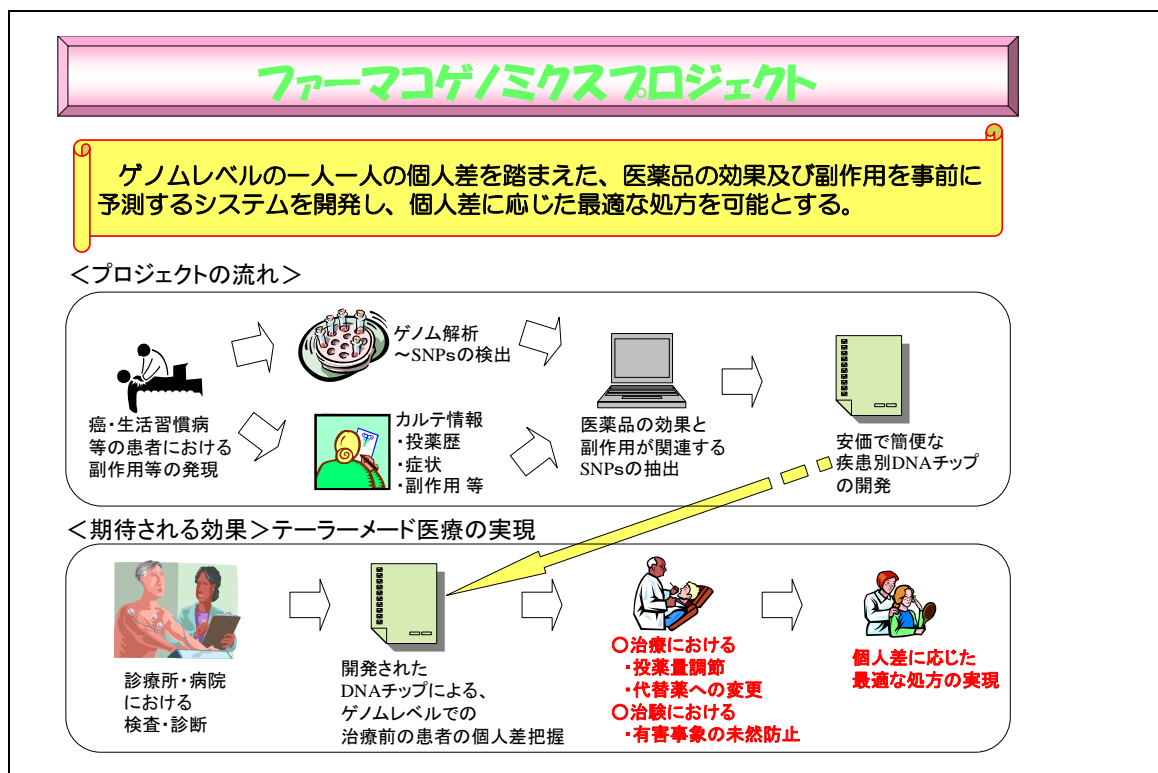 ファーマコゲノミクスプロジェクト
ゲノムレベルの一人一人の個人差を踏まえた、医薬品の効果及び副作用を事前に
予測するシステムを開発し、個人差に応じた最適な処方を可能とする。
＜プロジェクトの流れ＞
癌・生活習慣病
等の患者における
副作用等の発現
ゲノム解析
～SNPsの検出
カルテ情報
・投薬歴
・症状
・副作用 等
医薬品の効果と
副作用が関連する
SNPsの抽出
安価で簡便な
疾患別DNAチップ
の開発
＜期待される効果＞テーラーメード医療の実現
診療所・病院
における
検査・診断
開発された
DNAチップによる、
ゲノムレベルでの
治療前の患者の個人差把握
○治療における
・投薬量調節
・代替薬への変更
○治験における
・有害事象の未然防止
個人差に応じた
最適な処方の実現